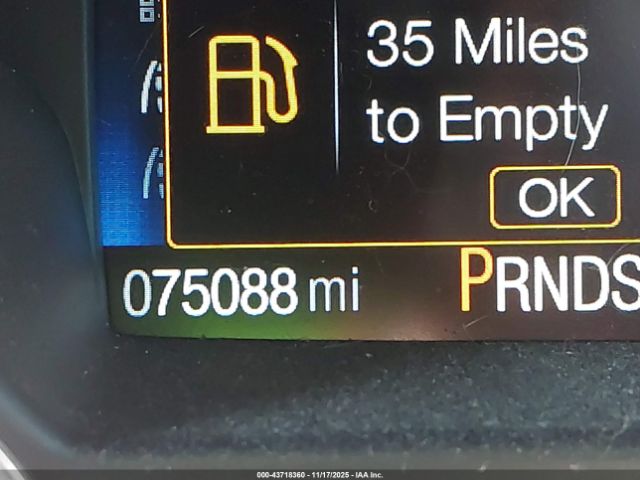 35 Miles
to Empty
OK
075088 mi
PRNDS
000-43718360 - 11/17/2025 - IAA Inc.